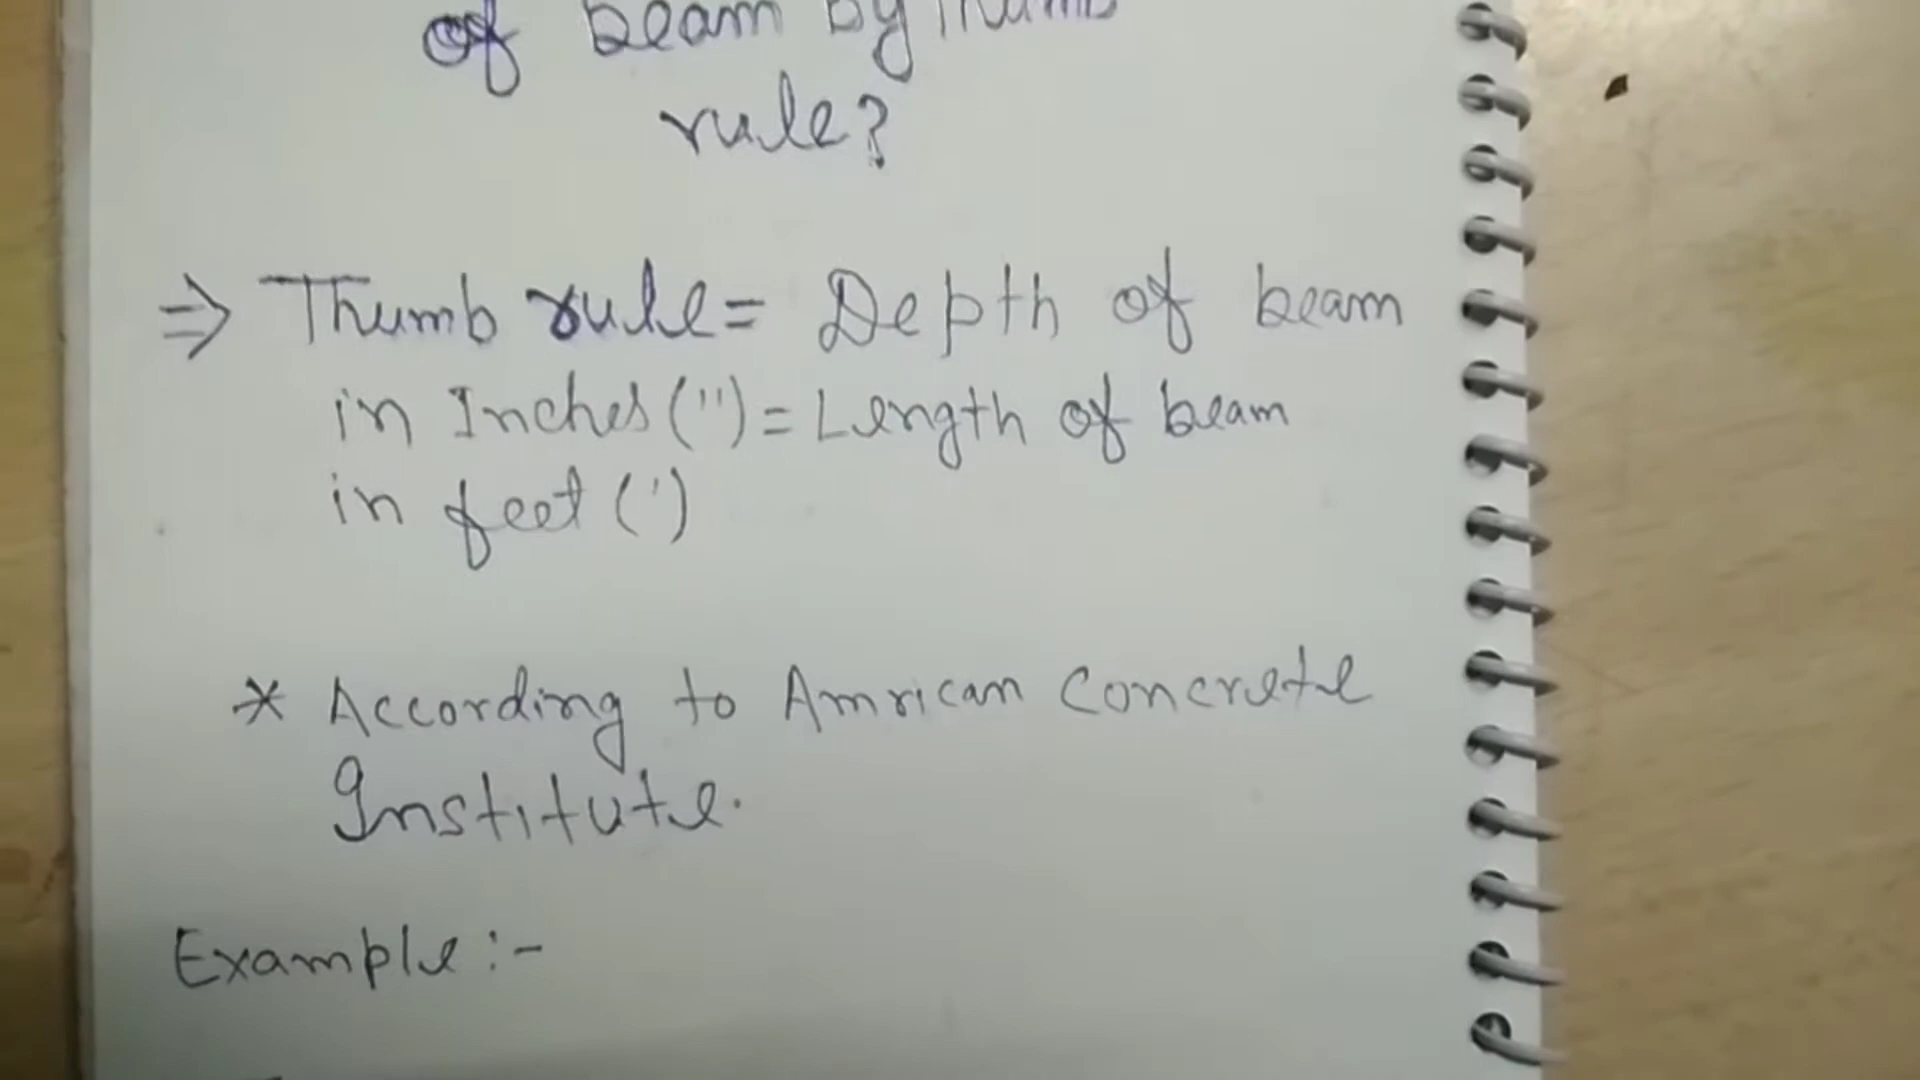 of beam by Thumb
rule?
⇒ Thumb rule = Depth of beam
in Inches (") = Length of beam
in feet (')
* According to Amrican Concrete
Institute.
Example :-